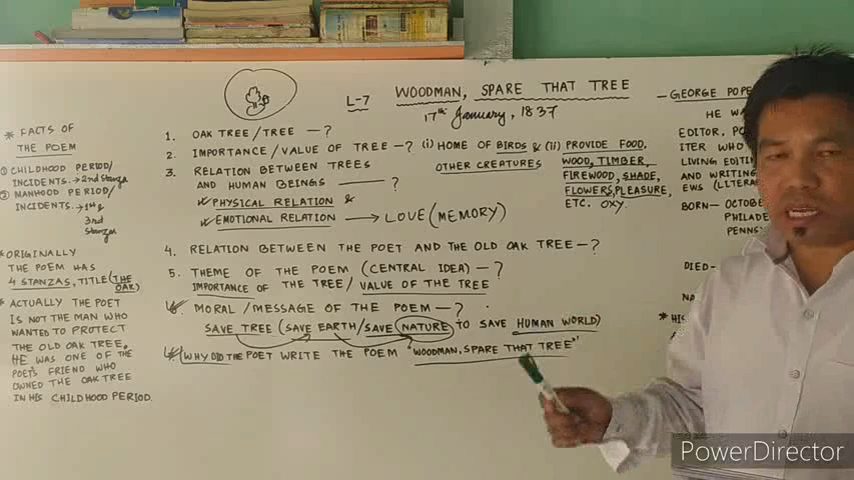 L-7 WOODMAN, SPARE THAT TREE
17th January, 1837
* FACTS OF
THE POEM
① CHILDHOOD PERIOD/
INCIDENTS.→2nd Stanza
② MANHOOD PERIOD/
INCIDENTS.→1st &
3rd
Stanza
*ORIGINALLY
THE POEM HAS
4 STANZAS, TITLE (THE
OAK)
* ACTUALLY THE POET
IS NOT THE MAN WHO
WANTED TO PROTECT
THE OLD OAK TREE,
HE WAS ONE OF THE
POET'S FRIEND WHO
OWNED THE OAK TREE
IN HIS CHILDHOOD PERIOD.
1. OAK TREE/TREE —?
2. IMPORTANCE/VALUE OF TREE—? (i) HOME OF BIRDS & (ii) PROVIDE FOOD,
OTHER CREATURES WOOD, TIMBER,
FIREWOOD, SHADE,
FLOWERS, PLEASURE,
ETC. OXY.
3. RELATION BETWEEN TREES
AND HUMAN BEINGS —?
PHYSICAL RELATION &
EMOTIONAL RELATION → LOVE (MEMORY)
4. RELATION BETWEEN THE POET AND THE OLD OAK TREE—?
5. THEME OF THE POEM (CENTRAL IDEA)—?
IMPORTANCE OF THE TREE/ VALUE OF THE TREE
6. MORAL/MESSAGE OF THE POEM—?
SAVE TREE (SAVE EARTH/SAVE NATURE TO SAVE HUMAN WORLD)
(WHY DID THE POET WRITE THE POEM "WOODMAN, SPARE THAT TREE"
— GEORGE POPE
HE WA
EDITOR, PO
ITER WHO
LIVING EDITI
AND WRITING
EWS (LITERA
BORN— OCTOBE
PHILADE
PENNS
DIED—
NA
* HIS
PowerDirector